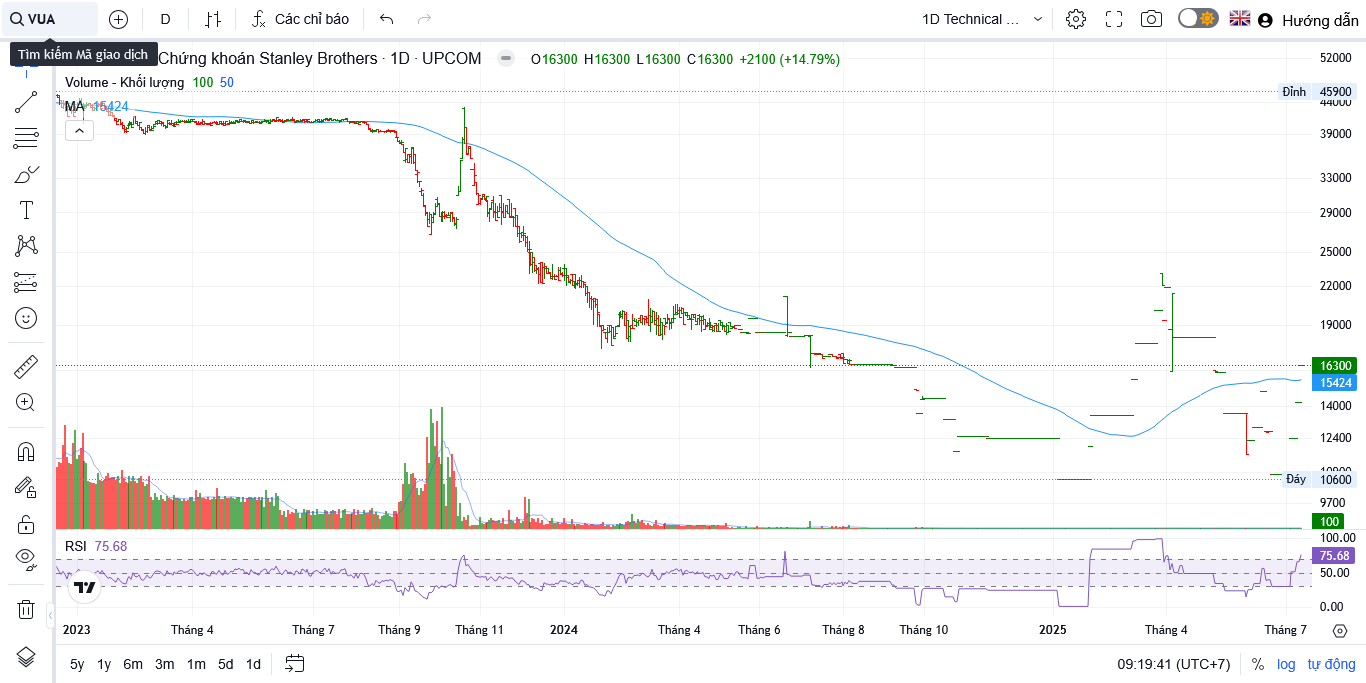 VUA
D
Các chỉ báo
1D Technical ...
Hướng dẫn
Tìm kiếm Mã giao dịch
Chứng khoán Stanley Brothers · 1D · UPCOM
O16300 H16300 L16300 C16300 +2100 (+14.79%)
Volume - Khối lượng 100 50
MA 15424
52000
Đỉnh 45900
44000
39000
33000
29000
25000
22000
19000
16300
15424
14000
12400
10800
Đáy 10600
9700
100
RSI 75.68
100.00
75.68
50.00
0.00
2023 Tháng 4 Tháng 7 Tháng 9 Tháng 11 2024 Tháng 4 Tháng 6 Tháng 8 Tháng 10 2025 Tháng 4 Tháng 7
5y 1y 6m 3m 1m 5d 1d
09:19:41 (UTC+7) % log tự động